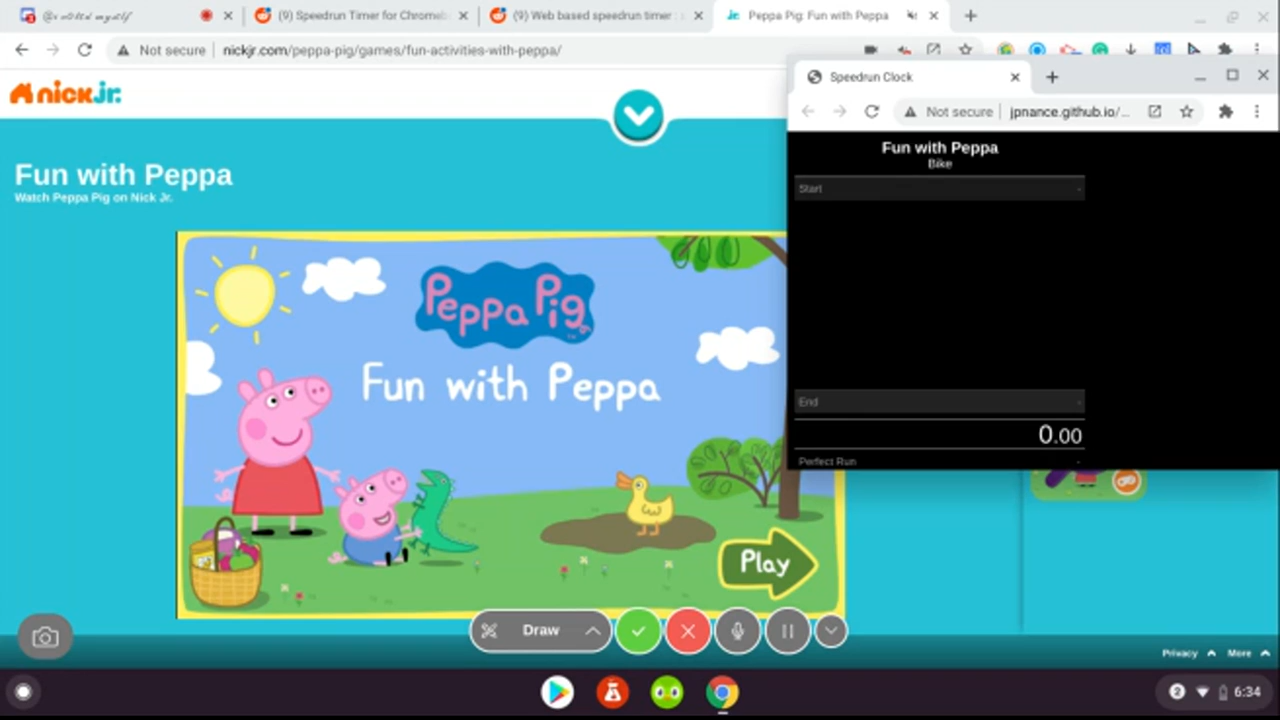 (9) Speedrun Timer for Chromeb
(9) Web based speedrun timer :
Peppa Pig: Fun with Peppa
Not secure
nickjr.com/peppa-pig/games/fun-activities-with-peppa/
Speedrun Clock
Not secure
jpnance.github.io/...
nick jr.
Fun with Peppa
Watch Peppa Pig on Nick Jr.
Fun with Peppa
Bike
Start -
End -
0.00
Perfect Run -
Peppa Pig
Fun with Peppa
Play
Draw
Privacy
More
2
6:34